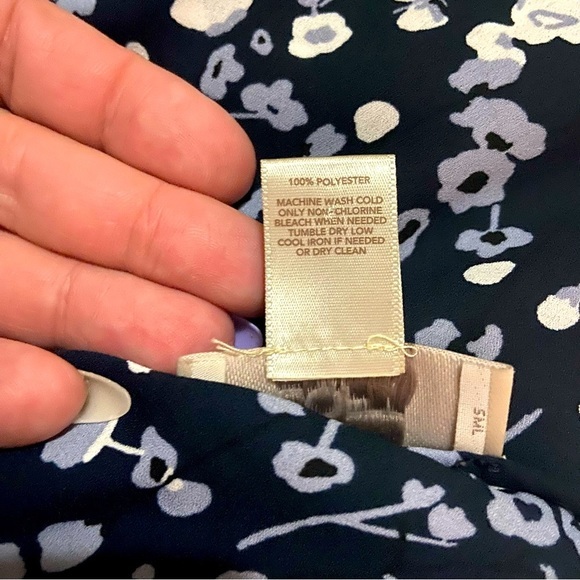 100% POLYESTER
MACHINE WASH COLD
ONLY NON-CHLORINE
BLEACH WHEN NEEDED
TUMBLE DRY LOW
COOL IRON IF NEEDED
OR DRY CLEAN
SML